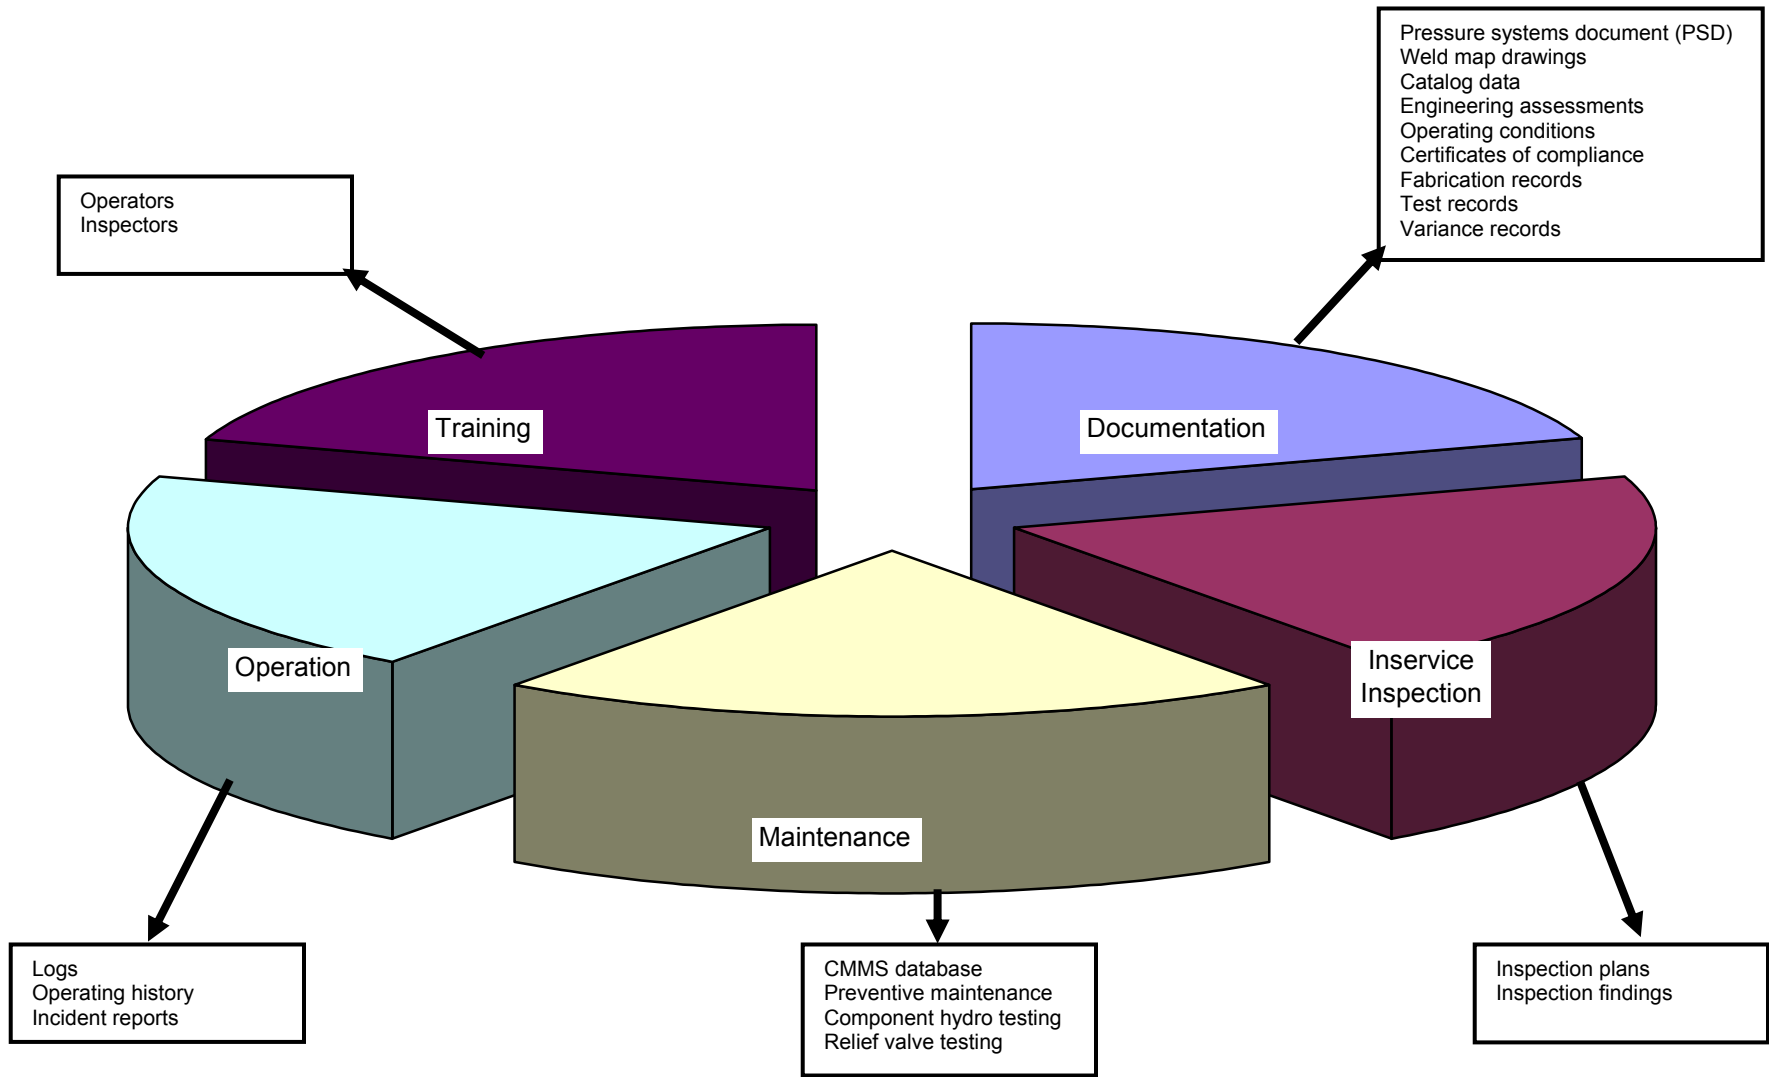 Pressure systems document (PSD)
Weld map drawings
Catalog data
Engineering assessments
Operating conditions
Certificates of compliance
Fabrication records
Test records
Variance records
Operators
Inspectors
Training
Documentation
Operation
Inservice
Inspection
Maintenance
Logs
Operating history
Incident reports
CMMS database
Preventive maintenance
Component hydro testing
Relief valve testing
Inspection plans
Inspection findings